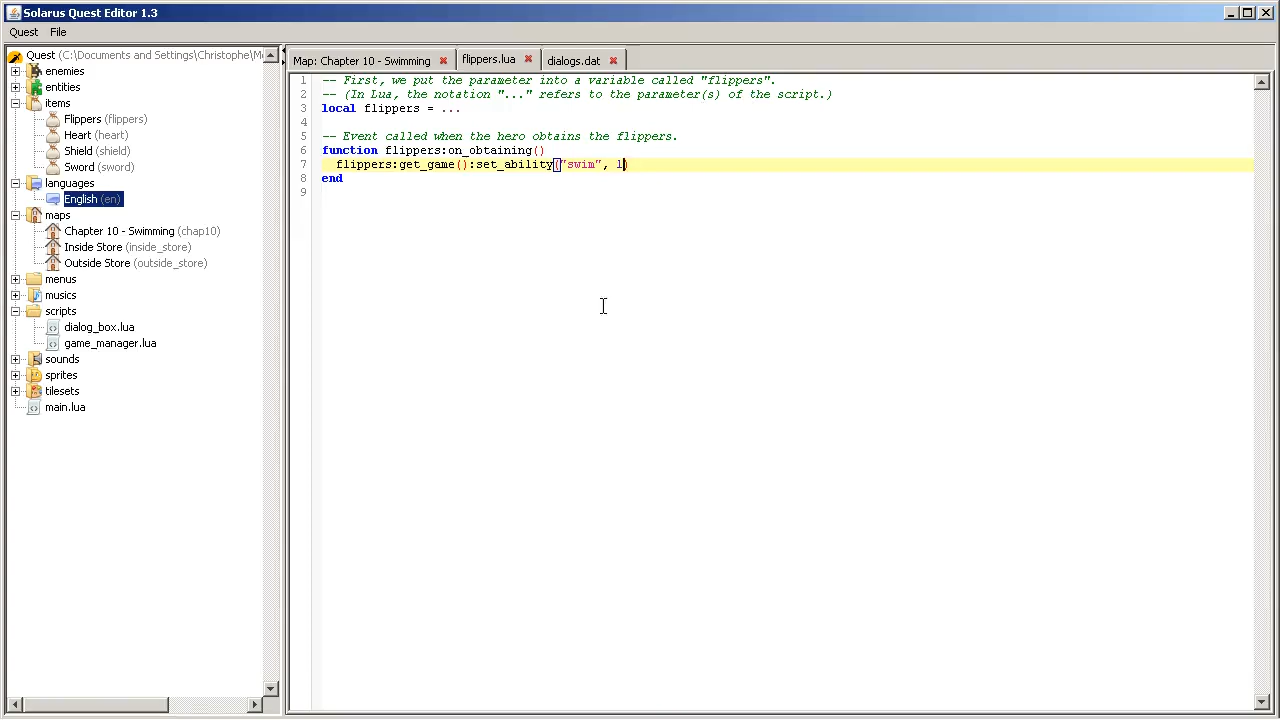 Solarus Quest Editor 1.3
Quest File
Quest (C:\Documents and Settings\Christophe\M
enemies
entities
items
Flippers (flippers)
Heart (heart)
Shield (shield)
Sword (sword)
languages
English (en)
maps
Chapter 10 - Swimming (chap10)
Inside Store (inside_store)
Outside Store (outside_store)
menus
musics
scripts
dialog_box.lua
game_manager.lua
sounds
sprites
tilesets
main.lua
Map: Chapter 10 - Swimming flippers.lua dialogs.dat
1 -- First, we put the parameter into a variable called "flippers".
2 -- (In Lua, the notation "..." refers to the parameter(s) of the script.)
3 local flippers = ...
4
5 -- Event called when the hero obtains the flippers.
6 function flippers:on_obtaining()
7 flippers:get_game():set_ability("swim", 1)
8 end
9